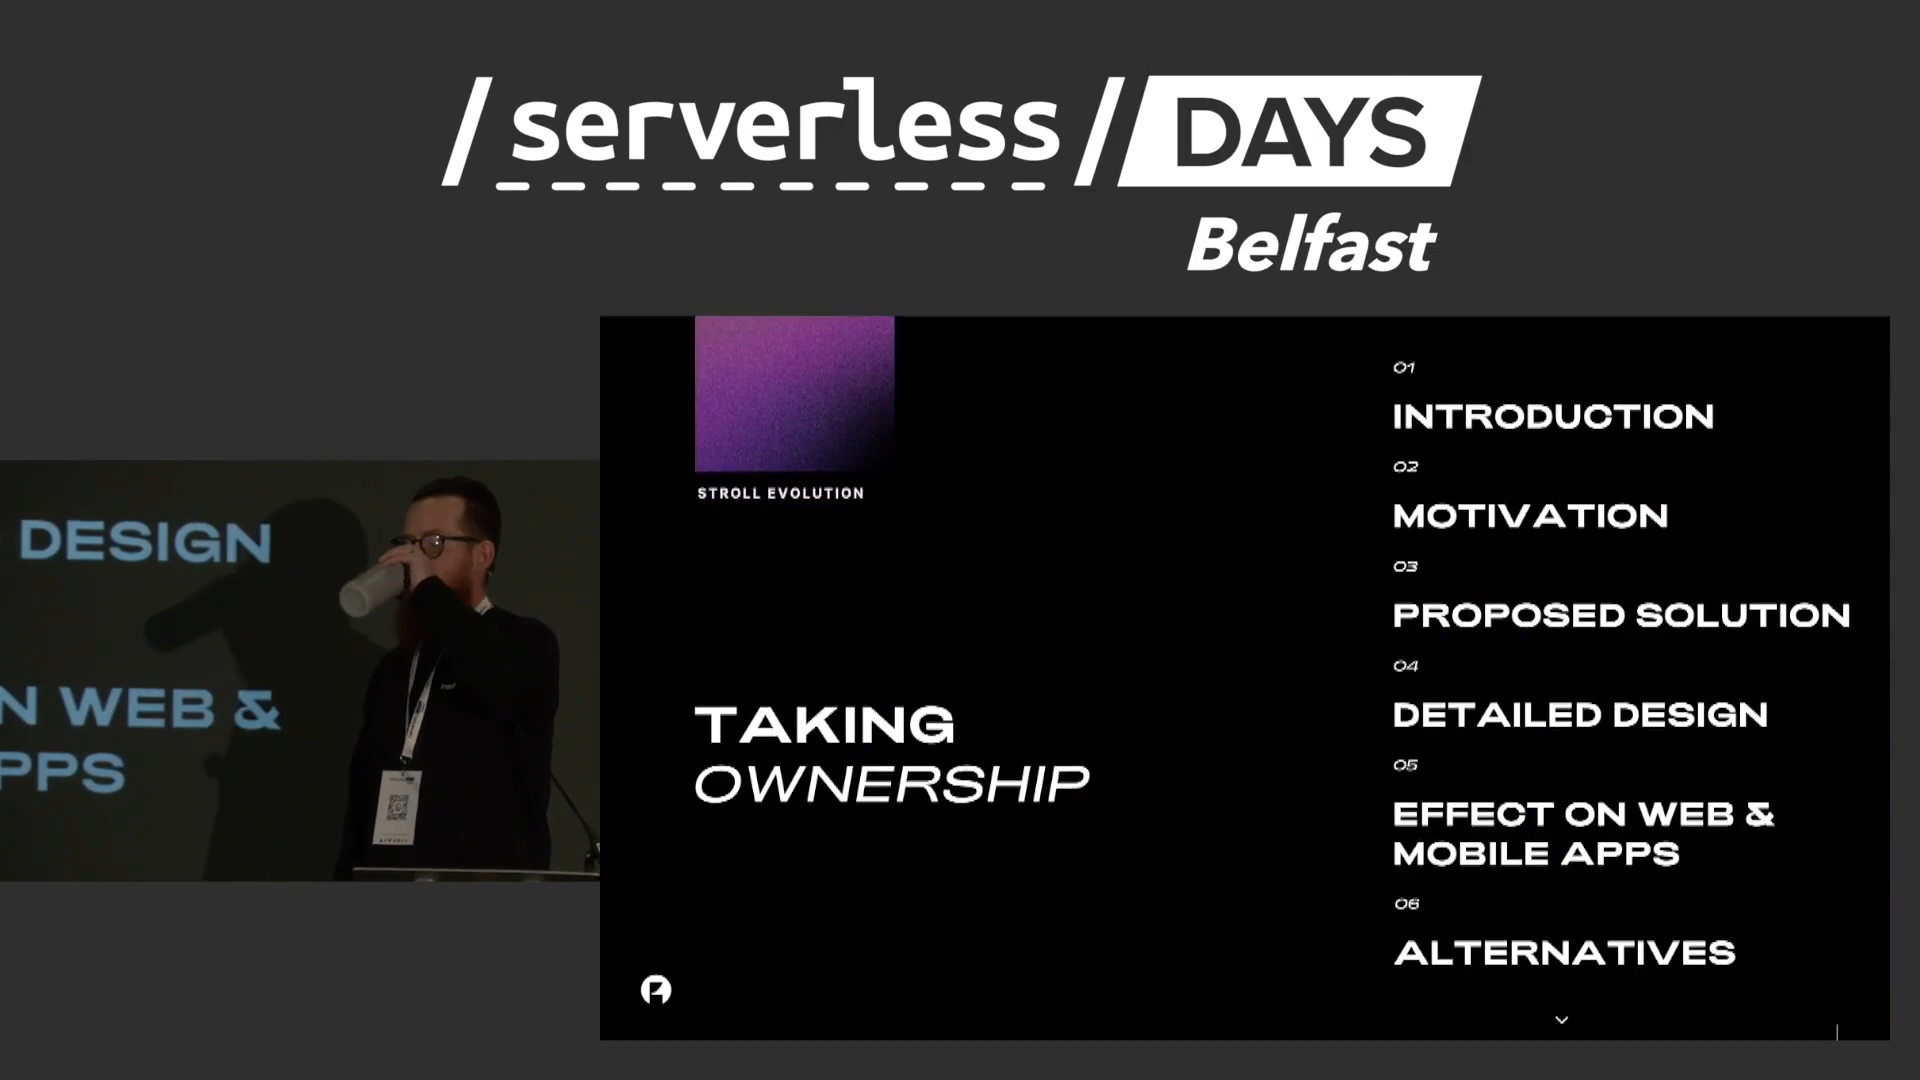 /serverless/DAYS
Belfast
DESIGN
N WEB &
PPS
STROLL EVOLUTION
TAKING
OWNERSHIP
01
INTRODUCTION
02
MOTIVATION
03
PROPOSED SOLUTION
04
DETAILED DESIGN
05
EFFECT ON WEB &
MOBILE APPS
06
ALTERNATIVES